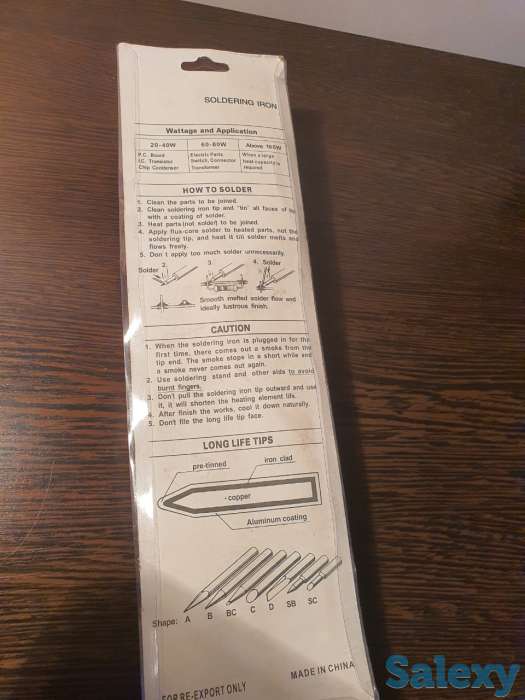 SOLDERING IRON
Wattage and Application
20-40W 60-80W Above 100W
P.C. Board Electric Parts When a large
I.C. Transistor Switch, Connector heat capacity is
Chip Condenser Transformer required
HOW TO SOLDER
1. Clean the parts to be joined.
2. Clean soldering iron tip and "tin" all faces of
with a coating of solder.
3. Heat parts (not solder) to be joined.
4. Apply flux-core solder to heated parts, not the
soldering tip, and heat it till solder melts and
flows freely.
5. Don't apply too much solder unnecessarily.
2. 3. 4. Solder
Solder
Smooth melted solder flow and
ideally lustrous finish.
CAUTION
1. When the soldering iron is plugged in for the
first time, there comes out a smoke from the
tip end. The smoke stops in a short while and
a smoke never comes out again.
2. Use soldering stand and other aids to avoid
burnt fingers.
3. Don't pull the soldering iron tip outward and use
it, it will shorten the heating element life.
4. After finish the works, cool it down naturally.
5. Don't file the long life tip face.
LONG LIFE TIPS
pre-tinned iron clad
copper
Aluminum coating
Shape: A B BC C D SB SC
FOR RE-EXPORT ONLY MADE IN CHINA
Salexy